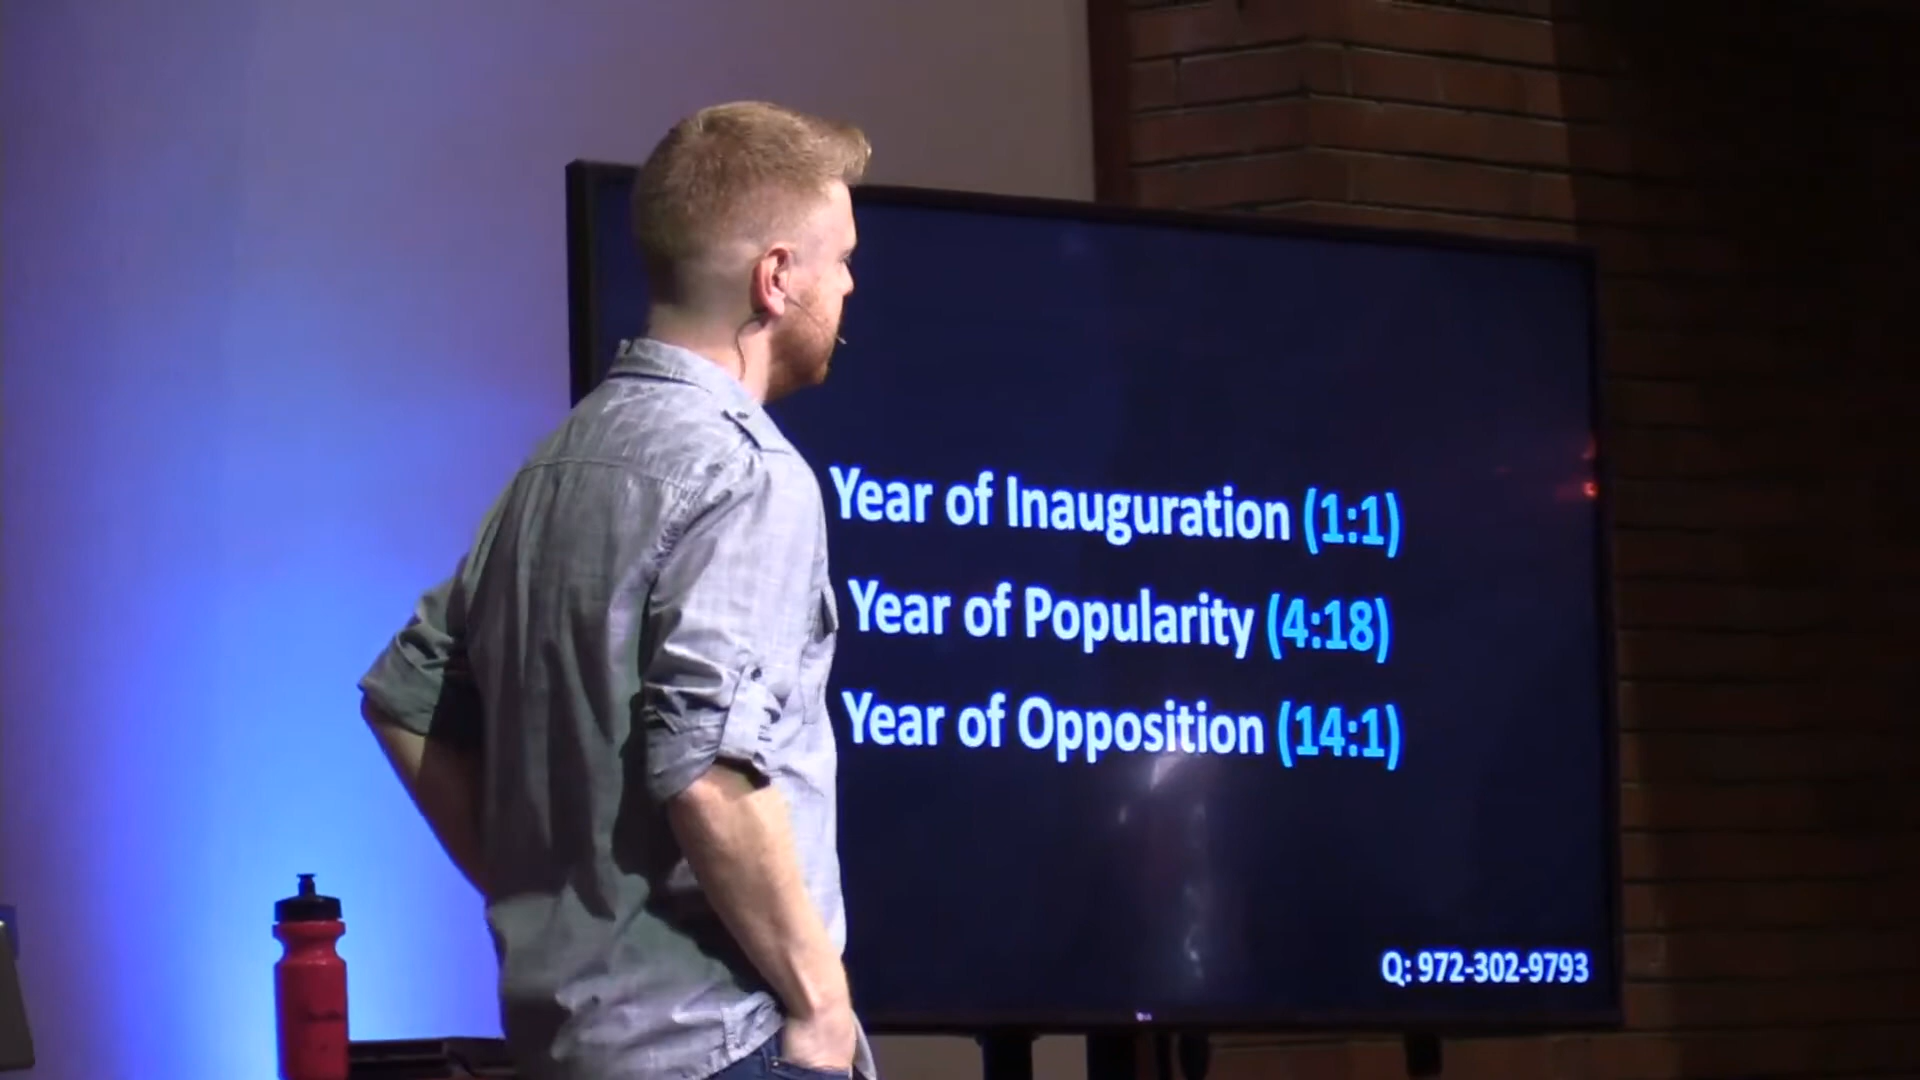 Year of Inauguration (1:1)
Year of Popularity (4:18)
Year of Opposition (14:1)
Q: 972-302-9793